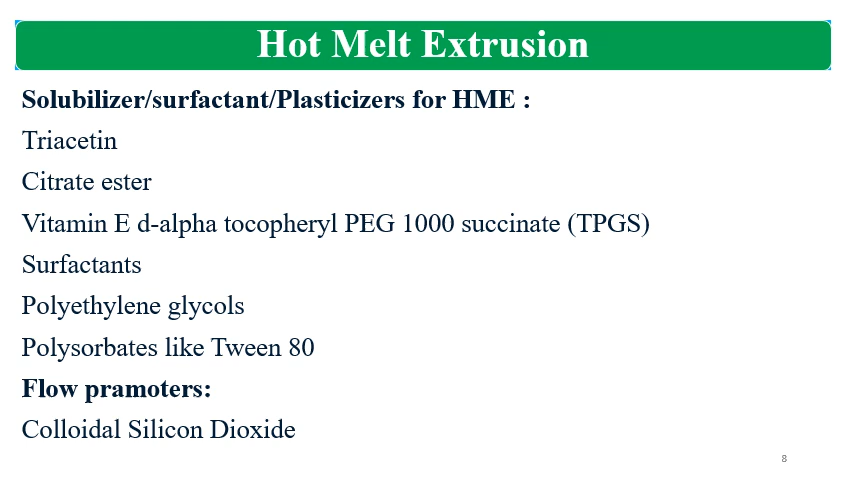 Hot Melt Extrusion
Solubilizer/surfactant/Plasticizers for HME :
Triacetin
Citrate ester
Vitamin E d-alpha tocopheryl PEG 1000 succinate (TPGS)
Surfactants
Polyethylene glycols
Polysorbates like Tween 80
Flow pramoters:
Colloidal Silicon Dioxide
8